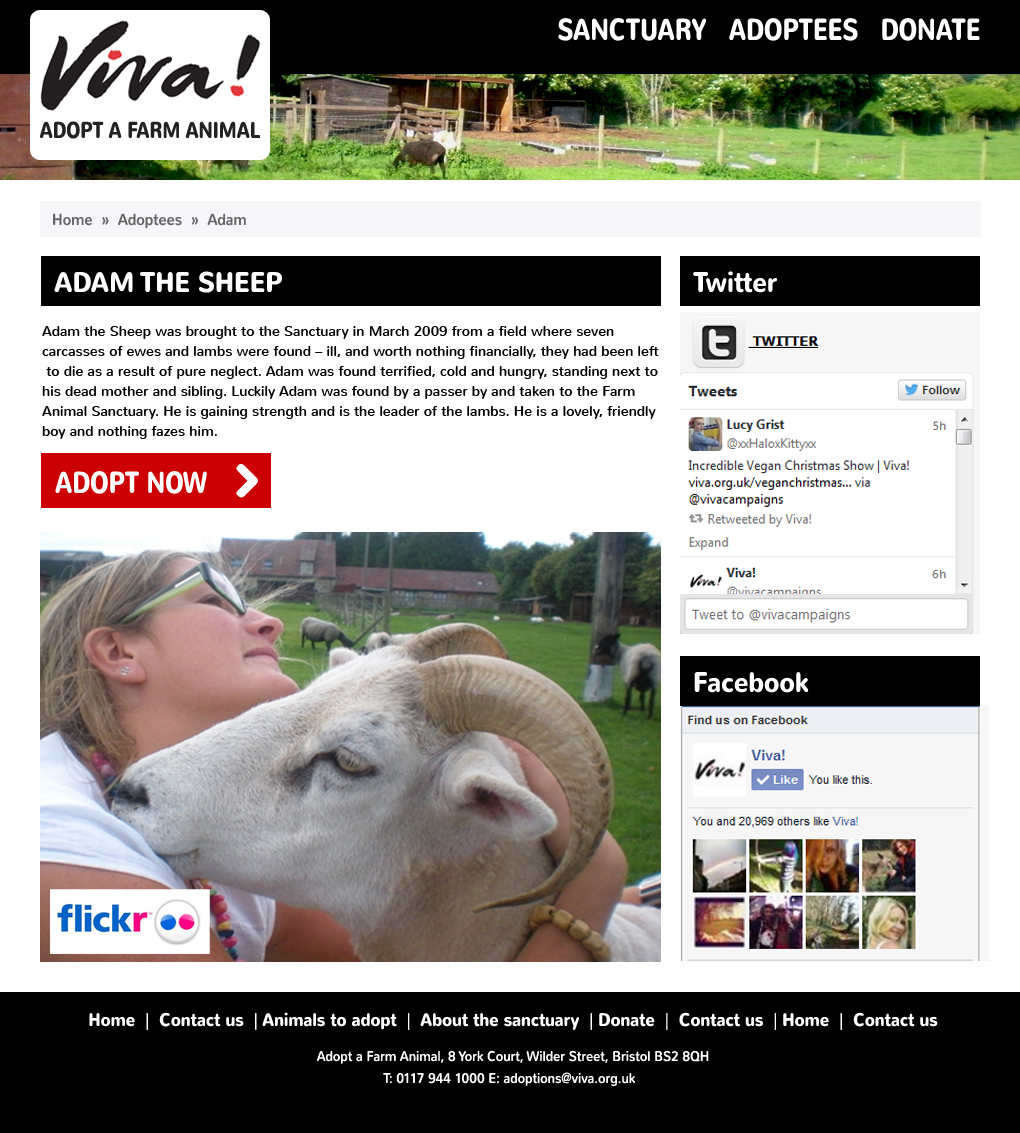 Viva!
ADOPT A FARM ANIMAL
SANCTUARY ADOPTEES DONATE
Home » Adoptees » Adam
ADAM THE SHEEP
Adam the Sheep was brought to the Sanctuary in March 2009 from a field where seven
carcasses of ewes and lambs were found – ill, and worth nothing financially, they had been left
to die as a result of pure neglect. Adam was found terrified, cold and hungry, standing next to
his dead mother and sibling. Luckily Adam was found by a passer by and taken to the Farm
Animal Sanctuary. He is gaining strength and is the leader of the lambs. He is a lovely, friendly
boy and nothing fazes him.
ADOPT NOW
flickr
Twitter
t TWITTER
Tweets Follow
Lucy Grist 5h
@xxHaloxKittyxx
Incredible Vegan Christmas Show | Viva!
viva.org.uk/veganchristmas... via
@vivacampaigns
Retweeted by Viva!
Expand
Viva! Viva! 6h
@vivacampaigns
Tweet to @vivacampaigns
Facebook
Find us on Facebook
Viva! Viva!
Like You like this.
You and 20,969 others like Viva!
Home | Contact us | Animals to adopt | About the sanctuary | Donate | Contact us | Home | Contact us
Adopt a Farm Animal, 8 York Court, Wilder Street, Bristol BS2 8QH
T: 0117 944 1000 E: adoptions@viva.org.uk